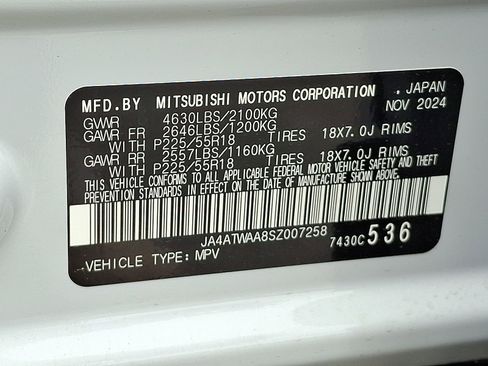 MFD.BY MITSUBISHI MOTORS CORPORATION . JAPAN
GVWR 4630LBS/2100KG NOV 2024
GAWR FR 2646LBS/1200KG
WITH P225/55R18 TIRES 18X7.0J RIMS
GAWR RR 2557LBS/1160KG
WITH P225/55R18 TIRES 18X7.0J RIMS
THIS VEHICLE CONFORMS TO ALL APPLICABLE FEDERAL MOTOR VEHICLE SAFETY AND THEFT
PREVENTION STANDARDS IN EFFECT ON THE DATE OF MANUFACTURE SHOWN ABOVE.
JA4ATWAA8SZ007258 7430C536
VEHICLE TYPE: MPV